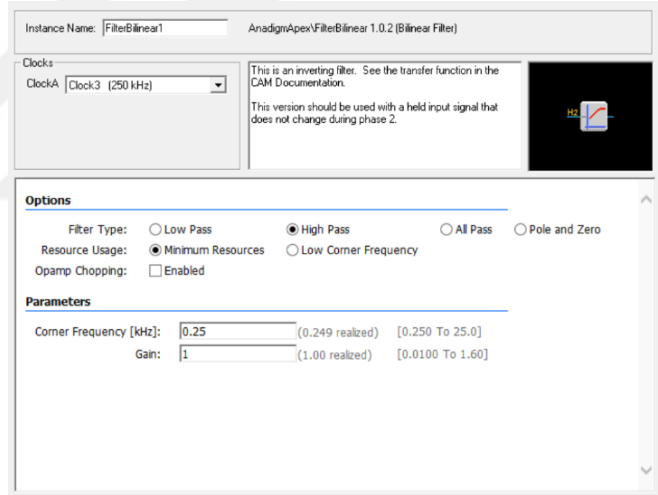 Instance Name: FilterBilinear1 AnadigmApex\FilterBilinear 1.0.2 (Bilinear Filter)
Clocks
ClockA Clock3 (250 kHz)
This is an inverting filter. See the transfer function in the
CAM Documentation.
This version should be used with a held input signal that
does not change during phase 2.
H2
Options
Filter Type: Low Pass High Pass All Pass Pole and Zero
Resource Usage: Minimum Resources Low Corner Frequency
Opamp Chopping: Enabled
Parameters
Corner Frequency [kHz]: 0.25 (0.249 realized) [0.250 To 25.0]
Gain: 1 (1.00 realized) [0.0100 To 1.60]